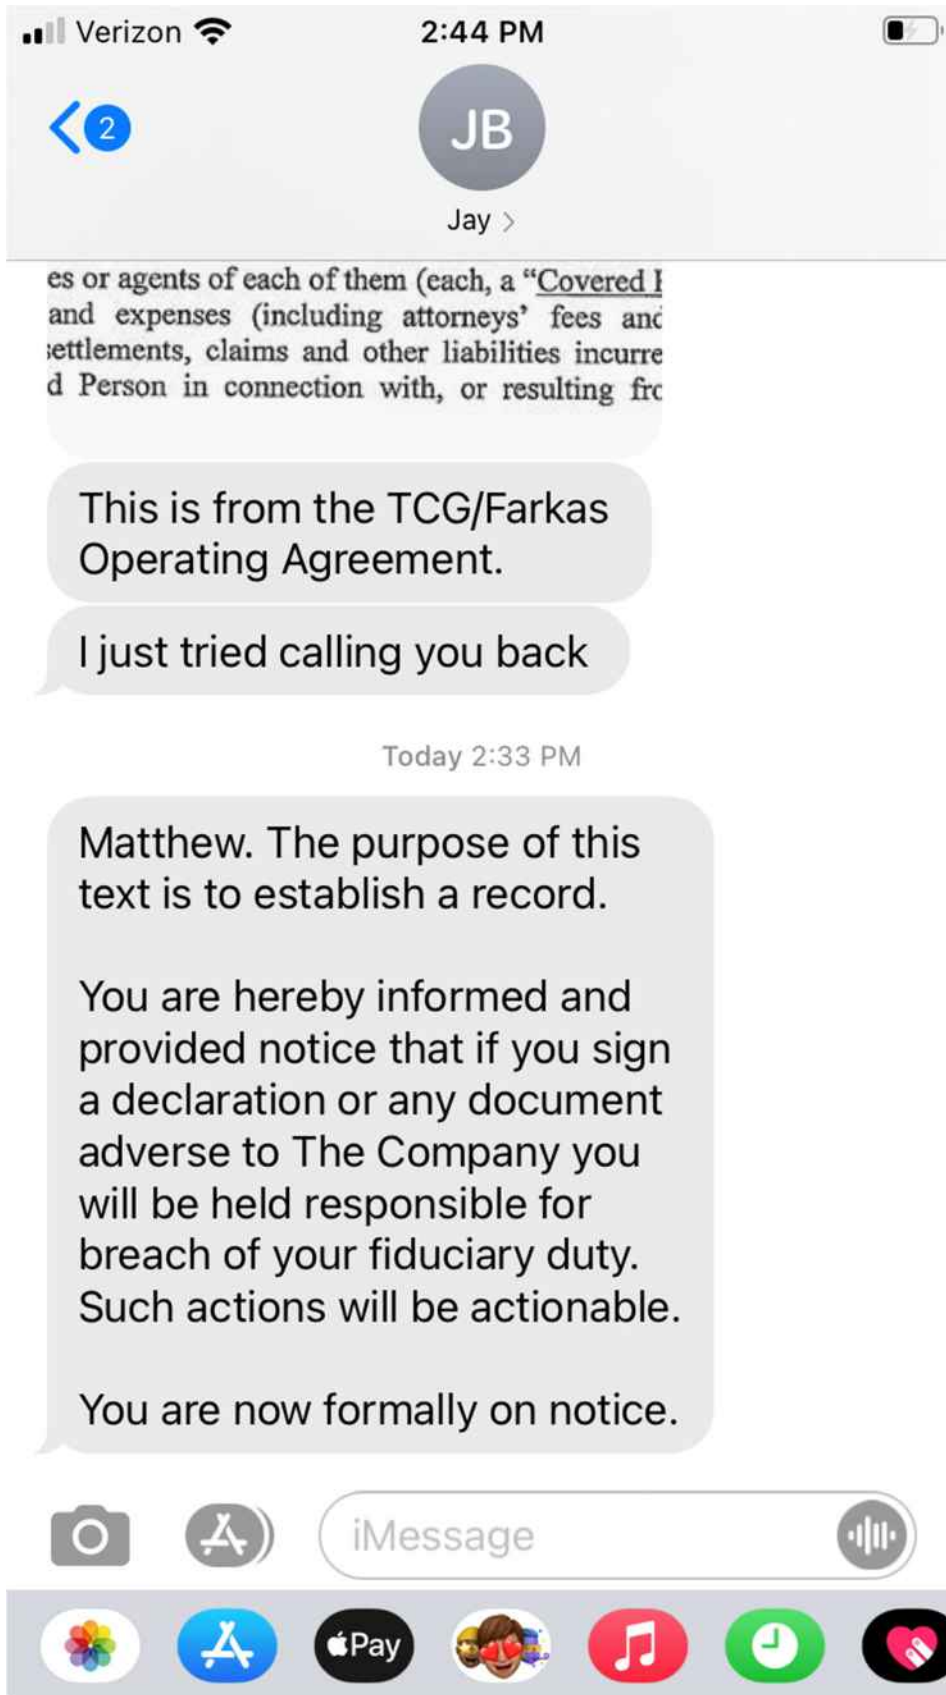 Verizon
2:44 PM
2
JB
Jay
es or agents of each of them (each, a “Covered
and expenses (including attorneys’ fees and
settlements, claims and other liabilities incurre
d Person in connection with, or resulting fro
This is from the TCG/Farkas
Operating Agreement.
I just tried calling you back
Today 2:33 PM
Matthew. The purpose of this
text is to establish a record.
You are hereby informed and
provided notice that if you sign
a declaration or any document
adverse to The Company you
will be held responsible for
breach of your fiduciary duty.
Such actions will be actionable.
You are now formally on notice.
iMessage
Pay